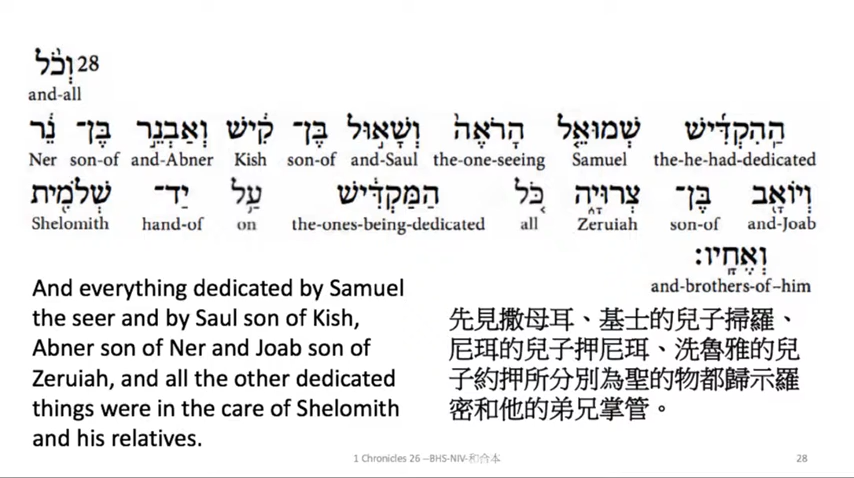 28 וְכֹ֨ל
and-all
הַֽהִקְדִּ֜ישׁ שְׁמוּאֵ֤ל הָֽרֹאֶה֙ וְשָׁא֣וּל בֶּן־ קִ֔ישׁ וְאַבְנֵ֣ר בֶּן־ נֵ֔ר
Ner son-of and-Abner Kish son-of and-Saul the-one-seeing Samuel the-he-had-dedicated
וְיוֹאָ֖ב בֶּן־ צְרוּיָ֑ה כֹּ֚ל הַמַּקְדִּ֔ישׁ עַ֥ל יַד־ שְׁלֹמִ֖ית
Shelomith hand-of on the-ones-being-dedicated all Zeruiah son-of and-Joab
וְאֶחָֽיו׃
and-brothers-of-him
And everything dedicated by Samuel
the seer and by Saul son of Kish,
Abner son of Ner and Joab son of
Zeruiah, and all the other dedicated
things were in the care of Shelomith
and his relatives.
先見撒母耳、基士的兒子掃羅、
尼珥的兒子押尼珥、洗魯雅的兒
子約押所分別為聖的物都歸示羅
密和他的弟兄掌管。
1 Chronicles 26 --BHS-NIV-和合本
28